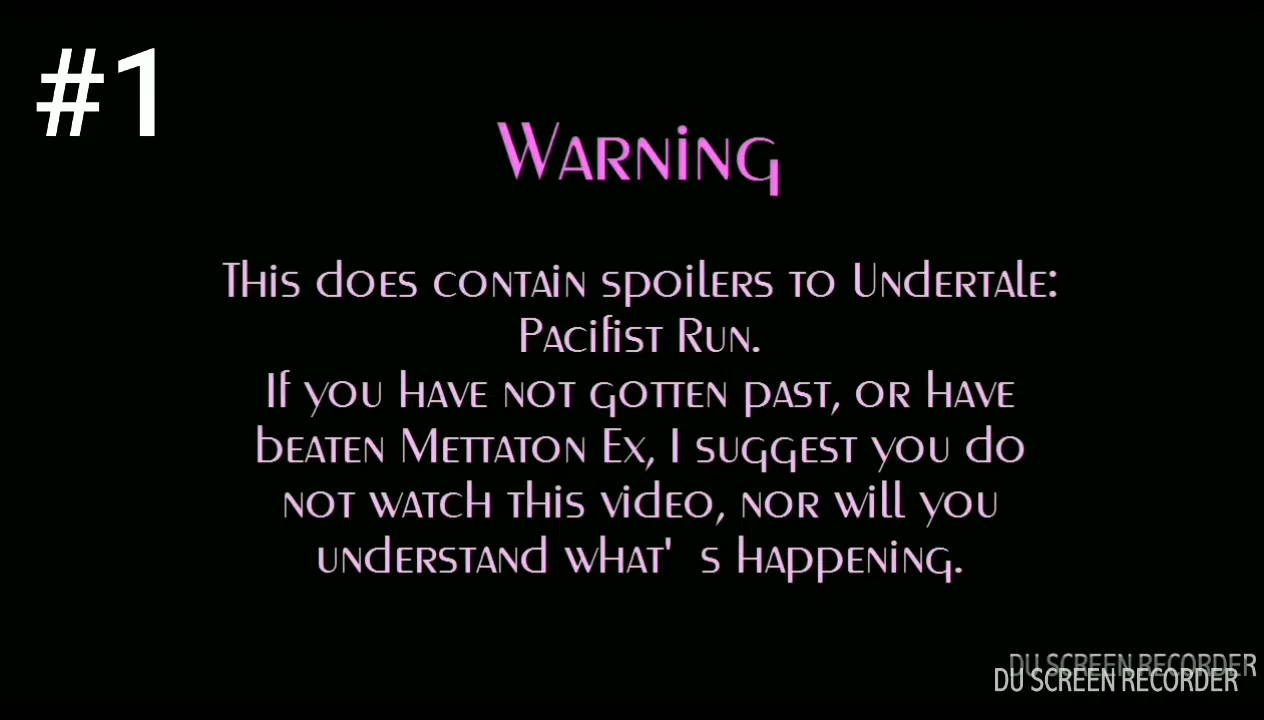 #1
Warning
This does contain spoilers to Undertale:
Pacifist Run.
If you have not gotten past, or have
beaten Mettaton Ex, I suggest you do
not watch this video, nor will you
understand what's happening.
DU SCREEN RECORDER
DU SCREEN RECORDER